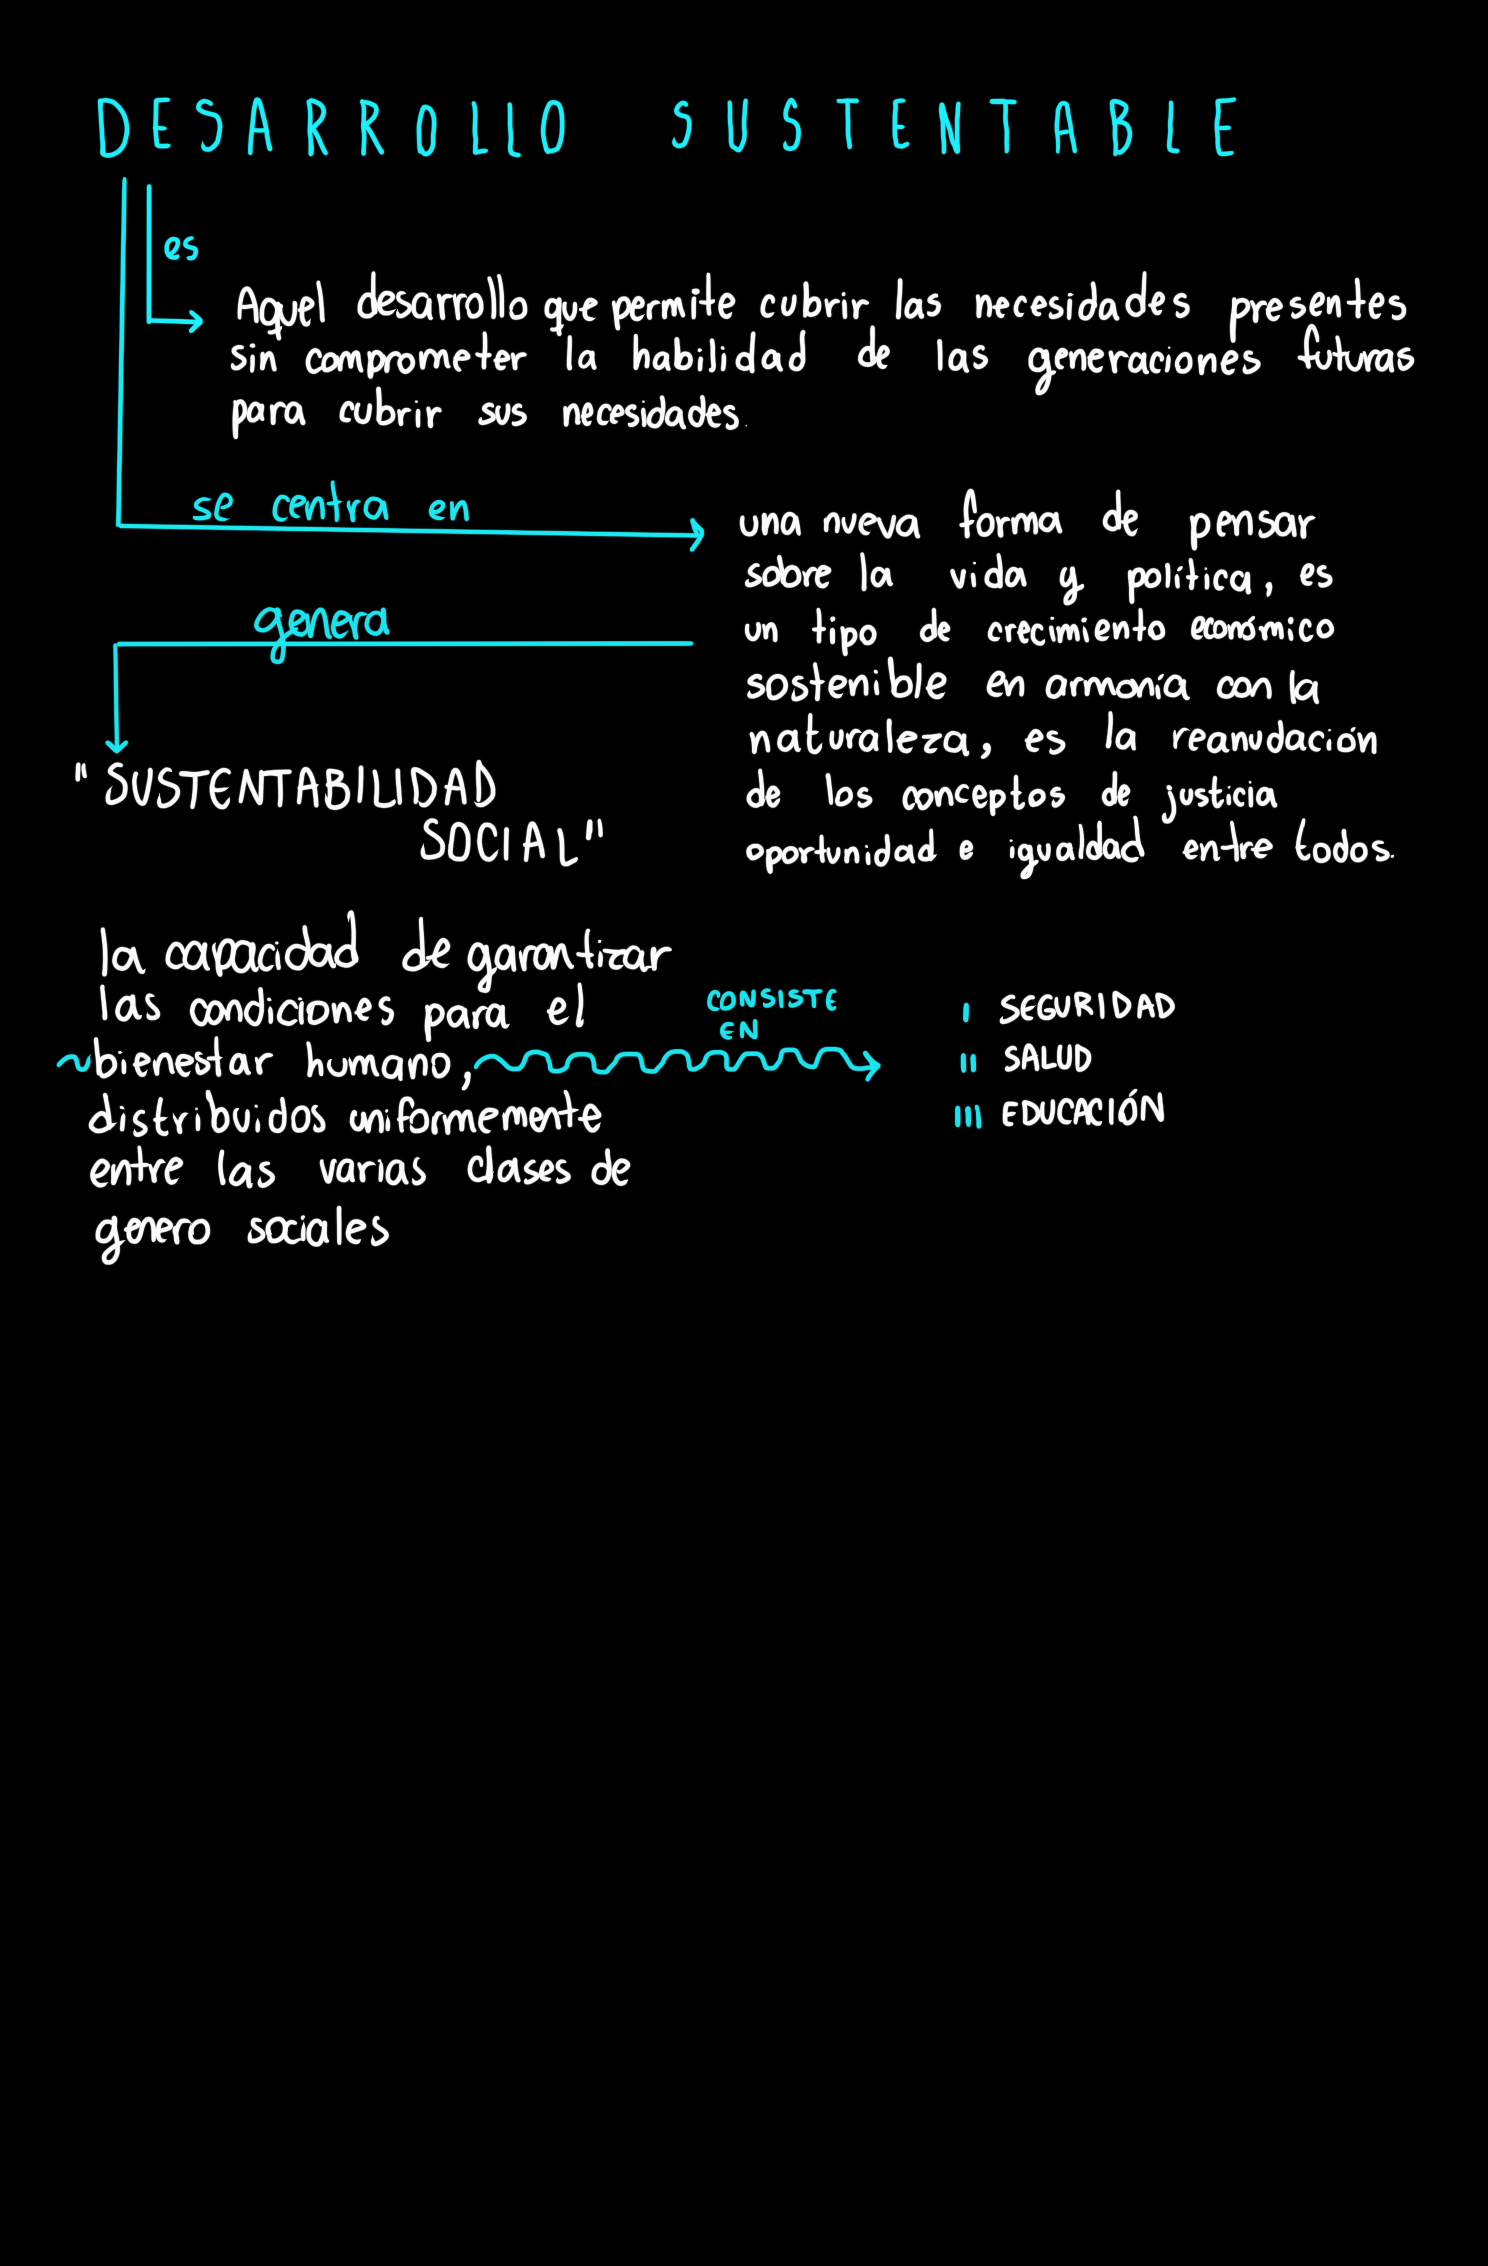 DESARROLLO SUSTENTABLE
es
Aquel desarrollo que permite cubrir las necesidades presentes
sin comprometer la habilidad de las generaciones futuras
para cubrir sus necesidades.
se centra en
una nueva forma de pensar
sobre la vida y política, es
un tipo de crecimiento económico
sostenible en armonía con la
naturaleza, es la reanudación
de los conceptos de justicia
oportunidad e igualdad entre todos.
genera
"SUSTENTABILIDAD
SOCIAL"
la capacidad de garantizar
las condiciones para el
bienestar humano,
distribuidos uniformemente
entre las varias clases de
genero sociales
CONSISTE
EN
I SEGURIDAD
II SALUD
III EDUCACIÓN